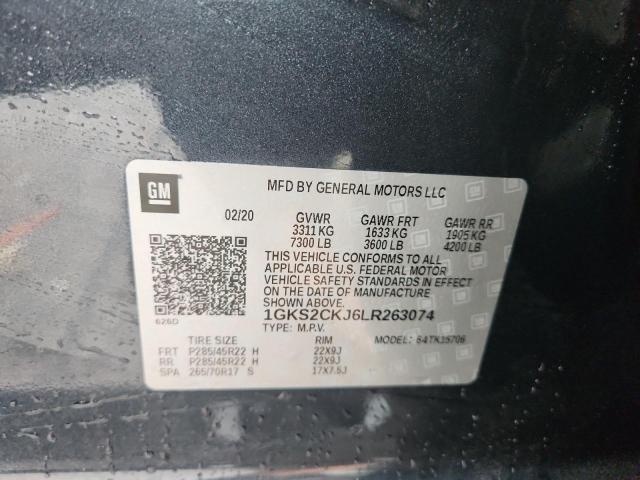 GM
MFD BY GENERAL MOTORS LLC
02/20 GVWR GAWR FRT GAWR RR
3311 KG 1633 KG 1905 KG
7300 LB 3600 LB 4200 LB
THIS VEHICLE CONFORMS TO ALL
APPLICABLE U.S. FEDERAL MOTOR
VEHICLE SAFETY STANDARDS IN
EFFECT ON THE DATE OF MANUFACTURE
SHOWN ABOVE.
1GKS2CKJ6LR263074
626D
TYPE: M.P.V.
TIRE SIZE RIM MODEL:
FRT P285/45R22 H 22X9J
RR P285/45R22 H 22X9J
SPA 265/70R17 S 17X7.5J